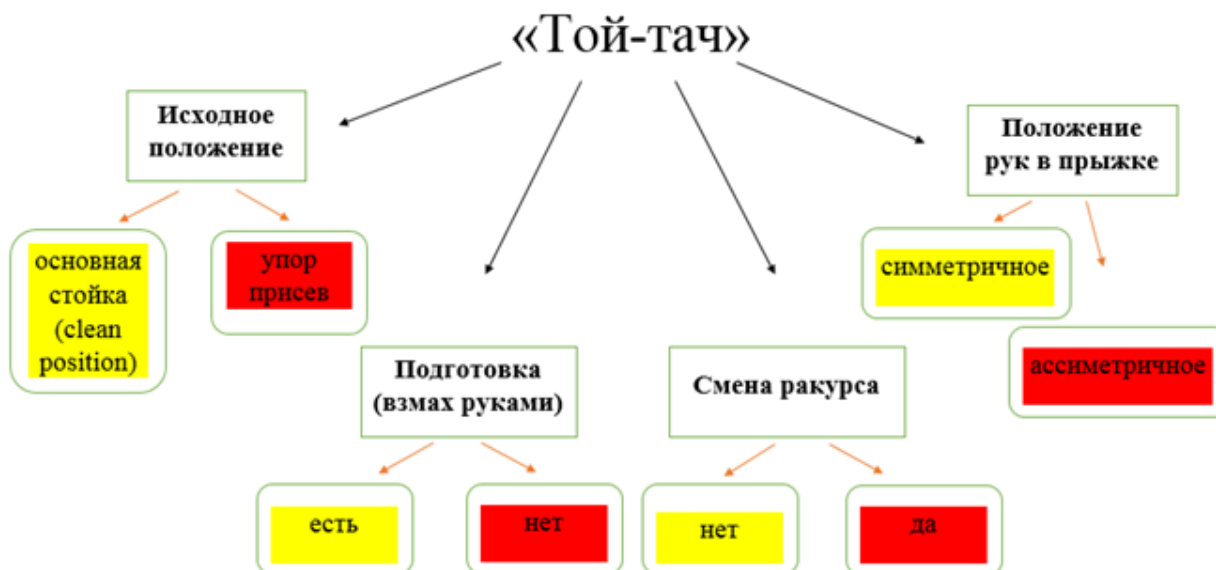 «Той-тач»
Исходное
положение
Положение
рук в прыжке
основная
стойка
(clean
position)
упор
присев
симметричное
ассиметричное
Подготовка
(взмах руками)
Смена ракурса
есть
нет
нет
да